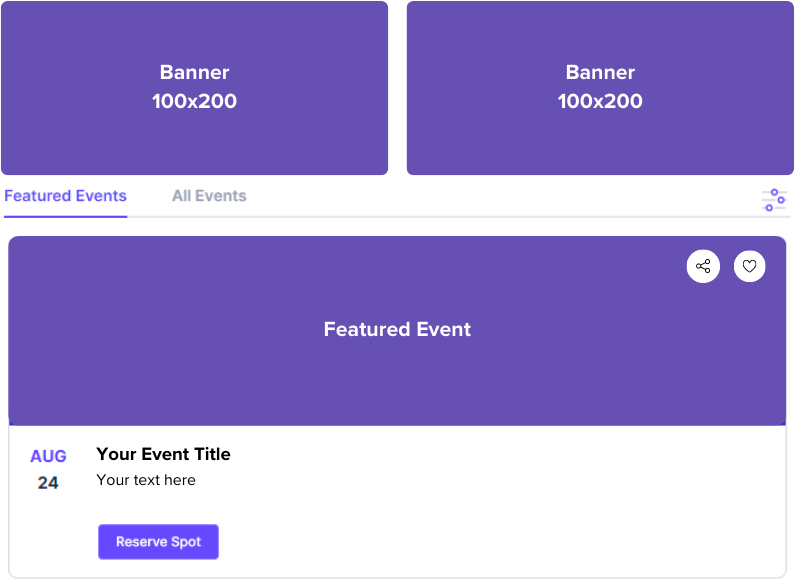 Banner
100x200
Banner
100x200
Featured Events
All Events
Featured Event
AUG
24
Your Event Title
Your text here
Reserve Spot